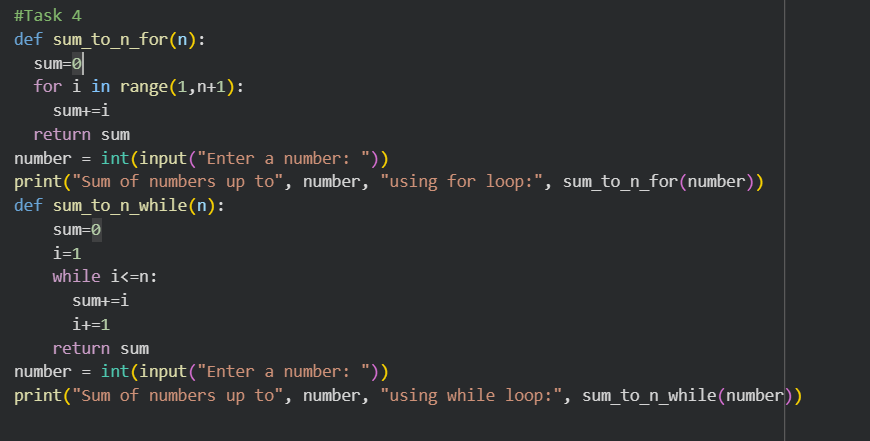 #Task 4
def sum_to_n_for(n):
  sum=0
  for i in range(1,n+1):
    sum+=i
  return sum
number = int(input("Enter a number: "))
print("Sum of numbers up to", number, "using for loop:", sum_to_n_for(number))
def sum_to_n_while(n):
    sum=0
    i=1
    while i<=n:
      sum+=i
      i+=1
    return sum
number = int(input("Enter a number: "))
print("Sum of numbers up to", number, "using while loop:", sum_to_n_while(number))